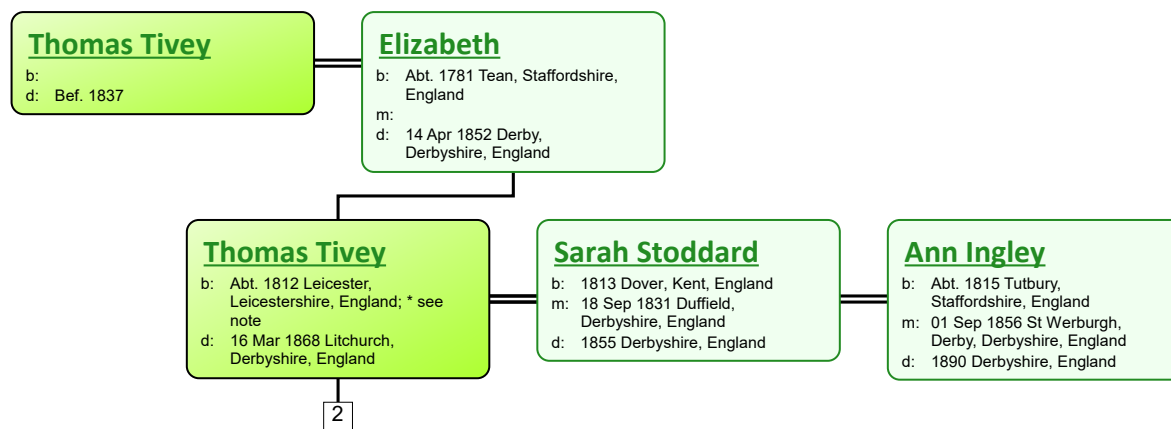 Thomas Tivey
b:
d: Bef. 1837
Elizabeth
b: Abt. 1781 Tean, Staffordshire,
England
m:
d: 14 Apr 1852 Derby,
Derbyshire, England
Thomas Tivey
b: Abt. 1812 Leicester,
Leicestershire, England; * see
note
d: 16 Mar 1868 Litchurch,
Derbyshire, England
Sarah Stoddard
b: 1813 Dover, Kent, England
m: 18 Sep 1831 Duffield,
Derbyshire, England
d: 1855 Derbyshire, England
Ann Ingley
b: Abt. 1815 Tutbury,
Staffordshire, England
m: 01 Sep 1856 St Werburgh,
Derby, Derbyshire, England
d: 1890 Derbyshire, England
2